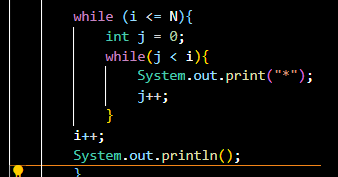 while (i <= N){
int j = 0;
while(j < i){
System.out.print("*");
j++;
}
i++;
System.out.println();
}